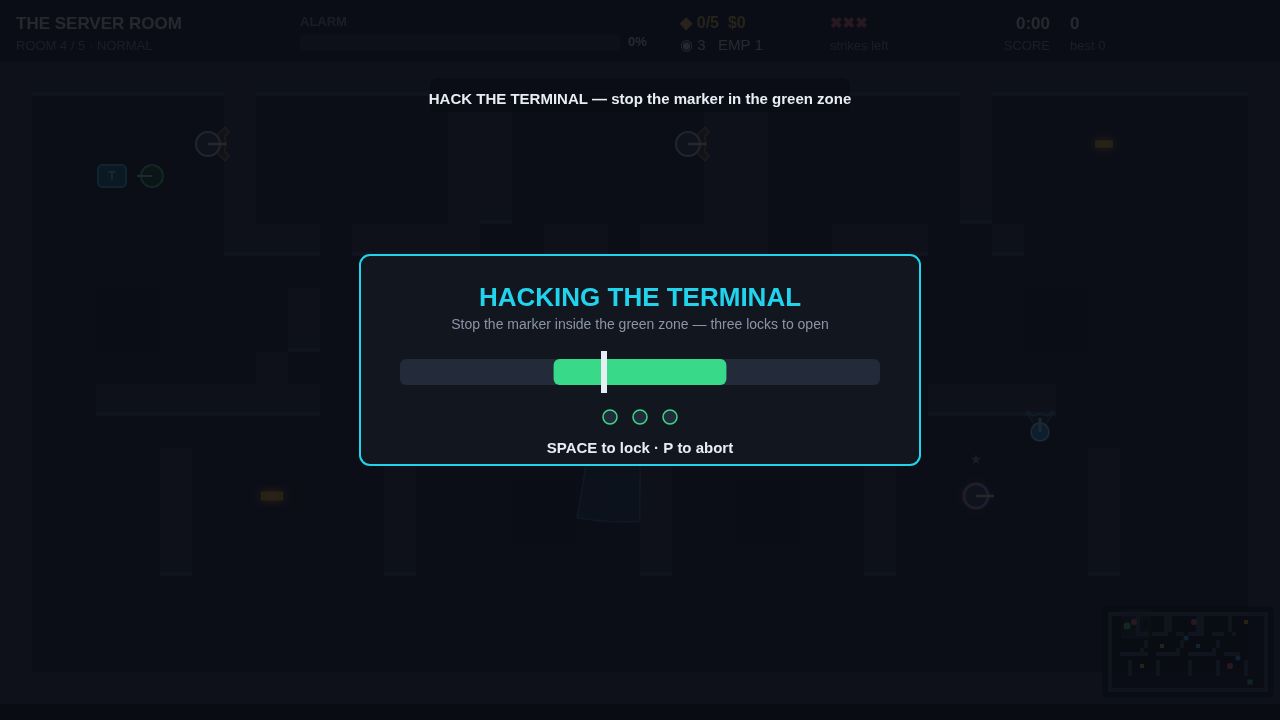 THE SERVER ROOM
ROOM 4 / 5 · NORMAL
ALARM
0%
◆ 0/5 $0
◉ 3 EMP 1
✖✖✖
strikes left
0:00
SCORE
0
best 0
HACK THE TERMINAL — stop the marker in the green zone
T
HACKING THE TERMINAL
Stop the marker inside the green zone — three locks to open
SPACE to lock · P to abort